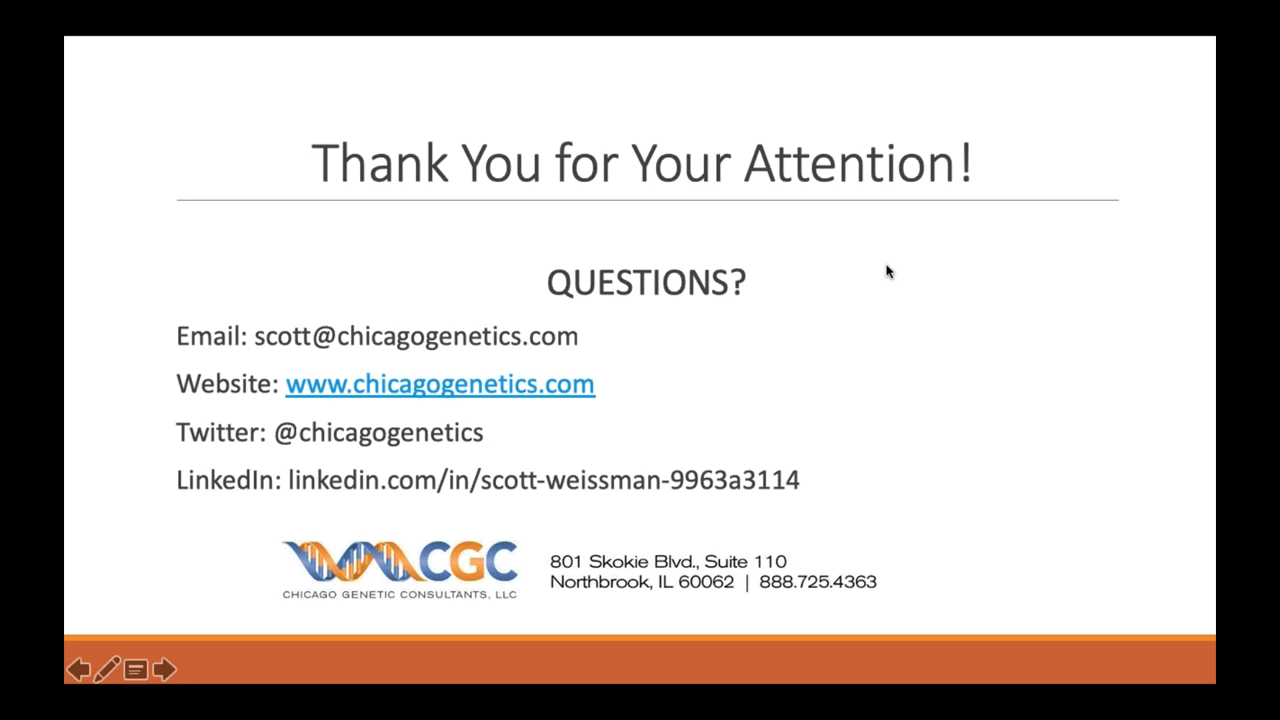 Thank You for Your Attention!
QUESTIONS?
Email: scott@chicagogenetics.com
Website: www.chicagogenetics.com
Twitter: @chicagogenetics
LinkedIn: linkedin.com/in/scott-weissman-9963a3114
CGC
CHICAGO GENETIC CONSULTANTS, LLC
801 Skokie Blvd., Suite 110
Northbrook, IL 60062 | 888.725.4363